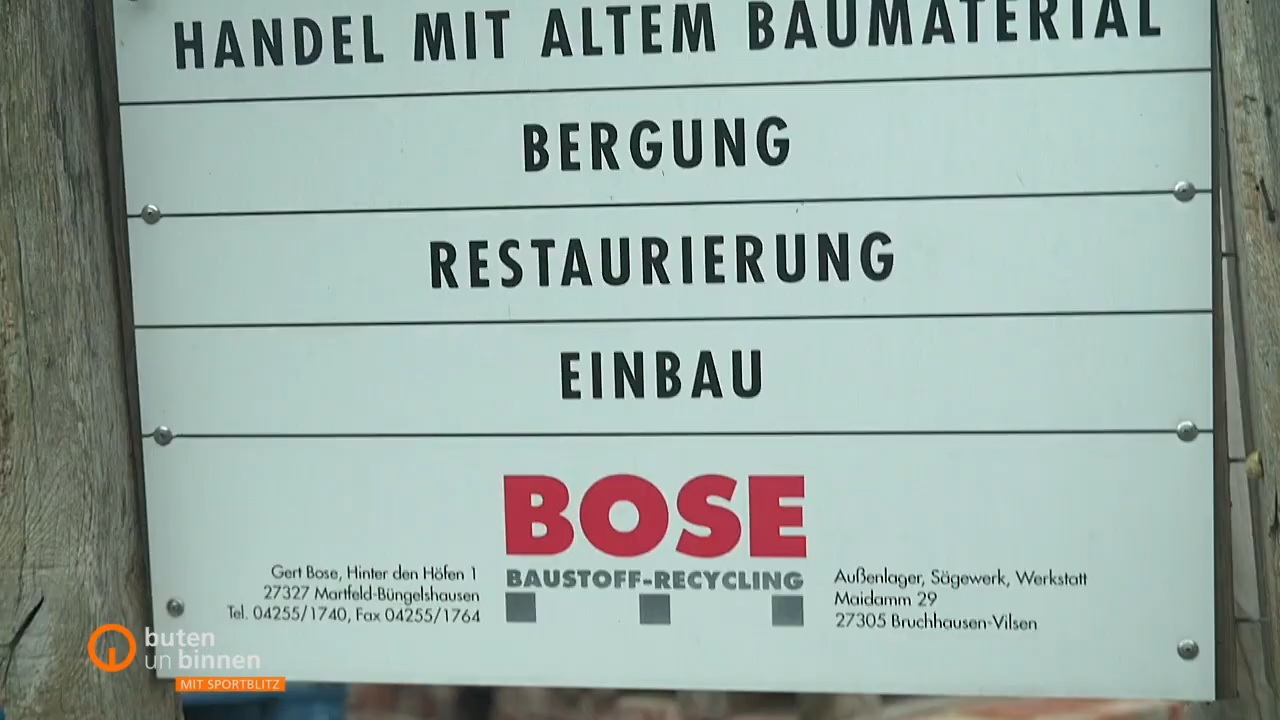 HANDEL MIT ALTEM BAUMATERIAL
BERGUNG
RESTAURIERUNG
EINBAU
BOSE
BAUSTOFF-RECYCLING
Gert Bose, Hinter den Höfen 1
27327 Martfeld-Büngelshausen
Tel. 04255/1740, Fax 04255/1764
Außenlager, Sägewerk, Werkstatt
Maidamm 29
27305 Bruchhausen-Vilsen
buten
un binnen
MIT SPORTBLITZ